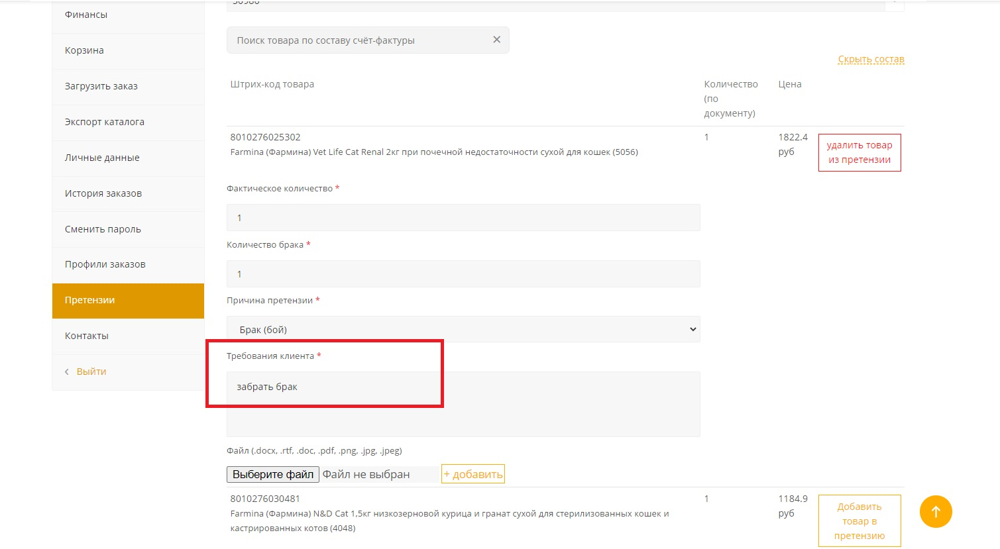 Финансы
Корзина
Загрузить заказ
Экспорт каталога
Личные данные
История заказов
Сменить пароль
Профили заказов
Претензии
Контакты
Выйти
Поиск товара по составу счёт-фактуры
Скрыть состав
Штрих-код товара
Количество
(по
документу)
Цена
8010276025302
Farmina (Фармина) Vet Life Cat Renal 2кг при почечной недостаточности сухой для кошек (5056)
1
1822.4
руб
удалить товар
из претензии
Фактическое количество *
1
Количество брака *
1
Причина претензии *
Брак (бой)
Требования клиента *
забрать брак
Файл (.docx, .rtf, .doc, .pdf, .png, .jpg, .jpeg)
Выберите файл Файл не выбран + добавить
8010276030481
Farmina (Фармина) N&D Cat 1,5кг низкозерновой курица и гранат сухой для стерилизованных кошек и
кастрированных котов (4048)
1
1184.9
руб
Добавить
товар в
претензию